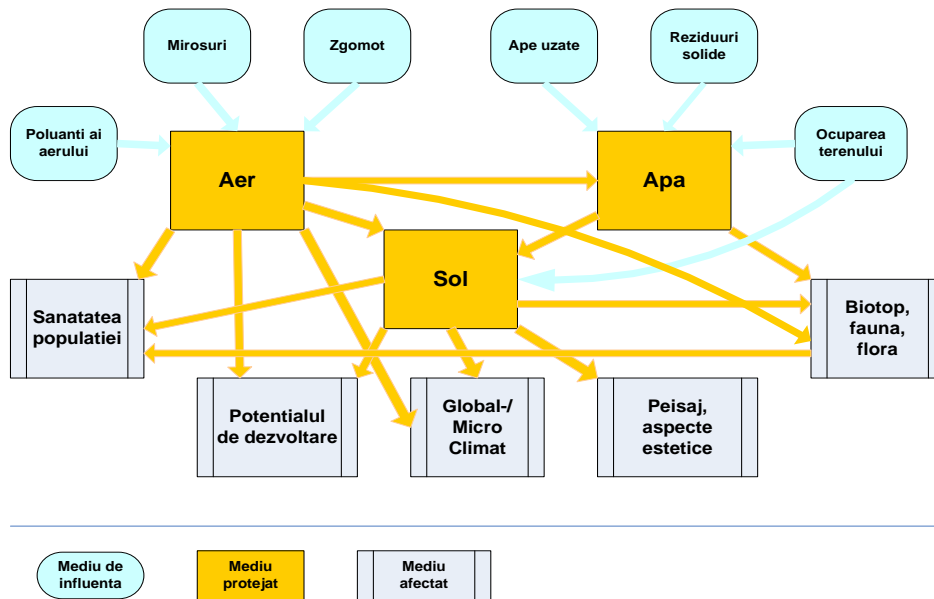 Mirosuri
Zgomot
Ape uzate
Reziduuri
solide
Poluanti ai
aerului
Ocuparea
terenului
Aer
Apa
Sol
Sanatatea
populatiei
Biotop,
fauna,
flora
Potentialul
de dezvoltare
Global-/
Micro
Climat
Peisaj,
aspecte
estetice
Mediu de
influenta
Mediu
protejat
Mediu
afectat